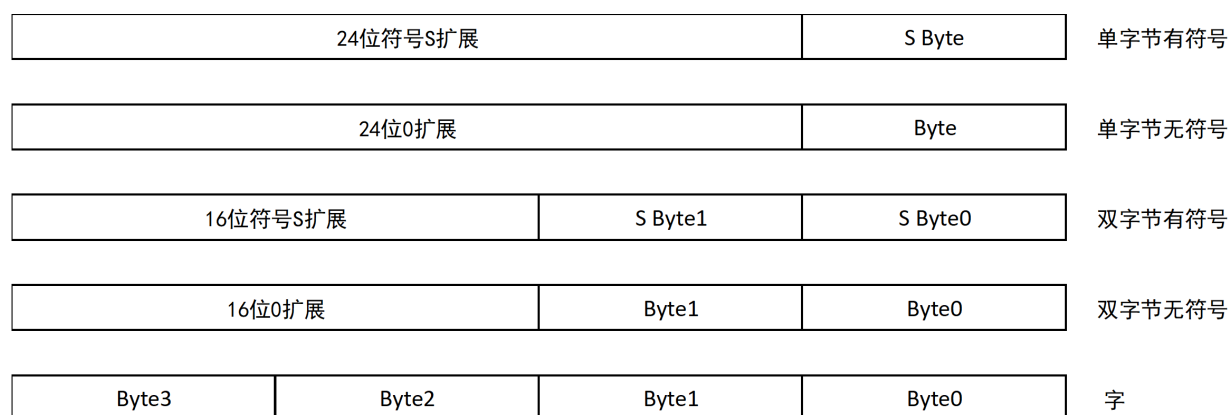 24位符号S扩展 S Byte 单字节有符号
24位0扩展 Byte 单字节无符号
16位符号S扩展 S Byte1 S Byte0 双字节有符号
16位0扩展 Byte1 Byte0 双字节无符号
Byte3 Byte2 Byte1 Byte0 字